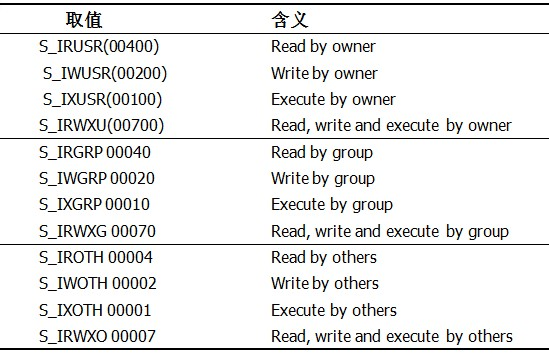 取值 含义
S_IRUSR(00400) Read by owner
S_IWUSR(00200) Write by owner
S_IXUSR(00100) Execute by owner
S_IRWXU(00700) Read, write and execute by owner
S_IRGRP 00040 Read by group
S_IWGRP 00020 Write by group
S_IXGRP 00010 Execute by group
S_IRWXG 00070 Read, write and execute by group
S_IROTH 00004 Read by others
S_IWOTH 00002 Write by others
S_IXOTH 00001 Execute by others
S_IRWXO 00007 Read, write and execute by others